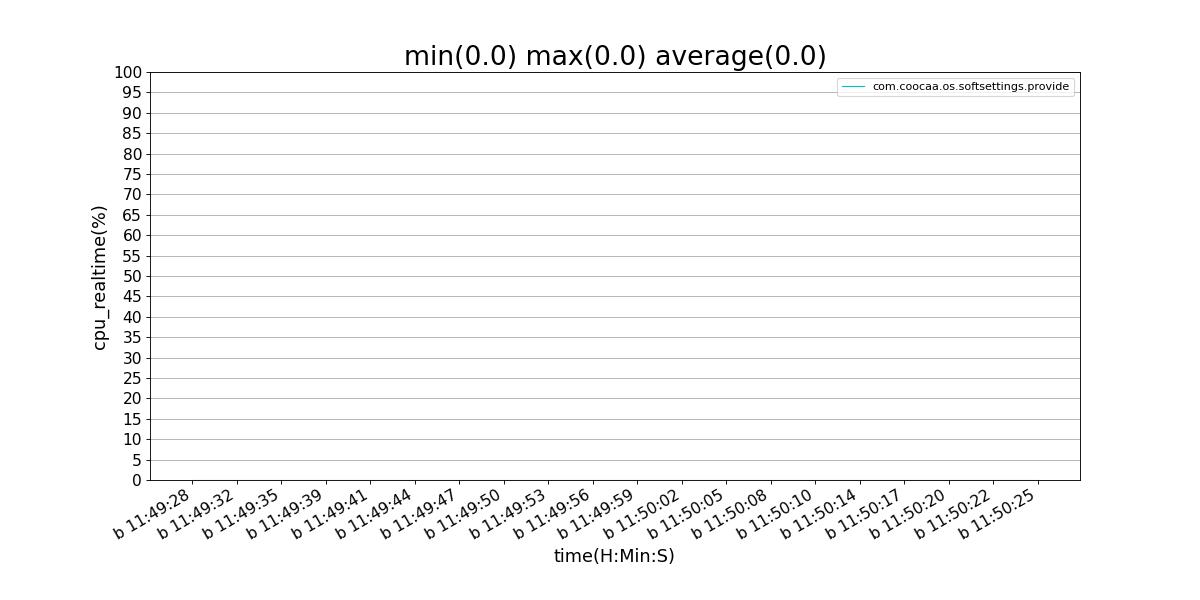 min(0.0) max(0.0) average(0.0)
com.coocaa.os.softsettings.provide
cpu_realtime(%)
100
95
90
85
80
75
70
65
60
55
50
45
40
35
30
25
20
15
10
5
0
b 11:49:28
b 11:49:32
b 11:49:35
b 11:49:39
b 11:49:41
b 11:49:44
b 11:49:47
b 11:49:50
b 11:49:53
b 11:49:56
b 11:49:59
b 11:50:02
b 11:50:05
b 11:50:08
b 11:50:10
b 11:50:14
b 11:50:17
b 11:50:20
b 11:50:22
b 11:50:25
time(H:Min:S)